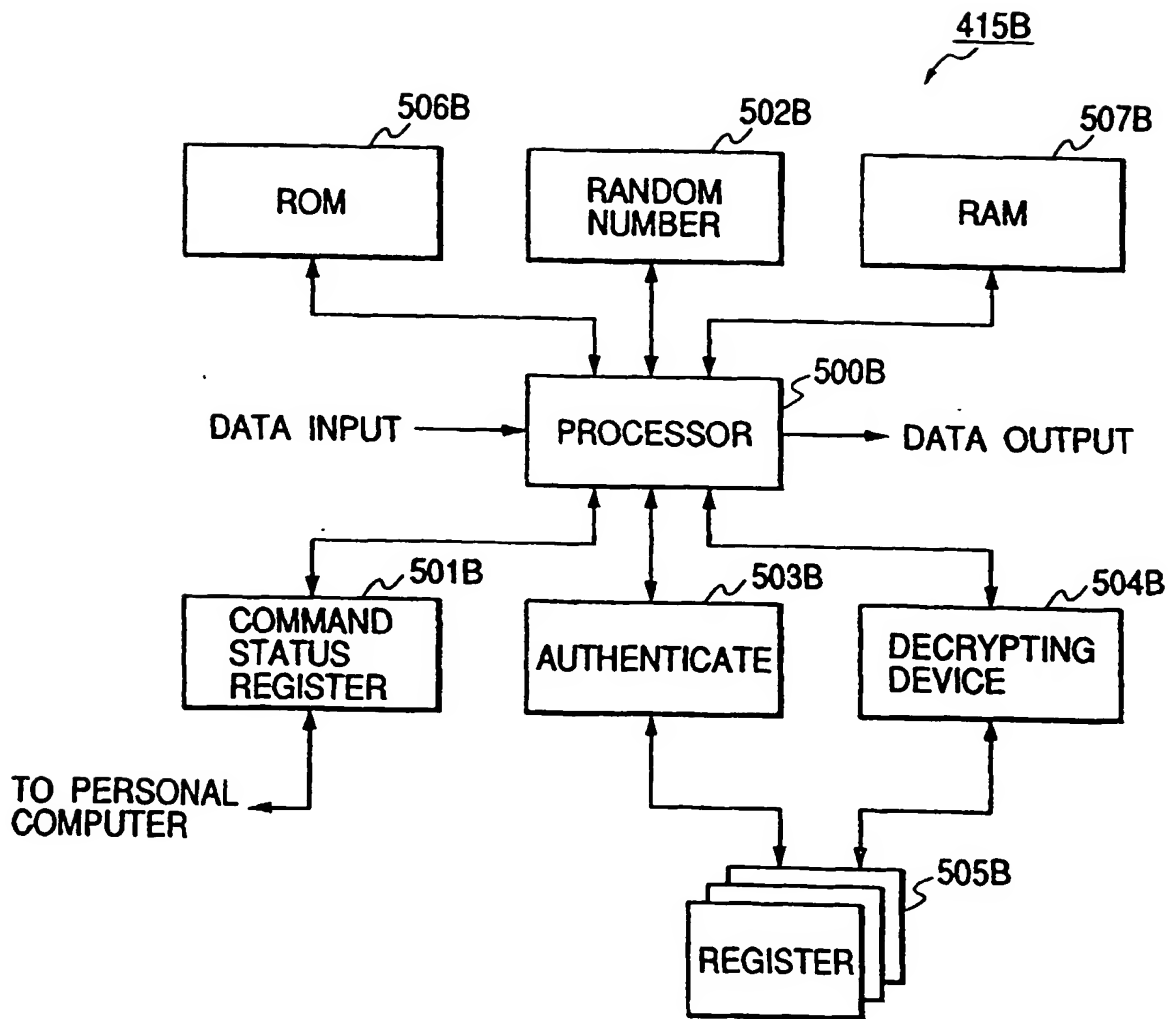 415B
506B
502B
507B
ROM
RANDOM
NUMBER
RAM
500B
DATA INPUT
PROCESSOR
DATA OUTPUT
501B
503B
504B
COMMAND
STATUS
REGISTER
AUTHENTICATE
DECRYPTING
DEVICE
TO PERSONAL
COMPUTER
505B
REGISTER